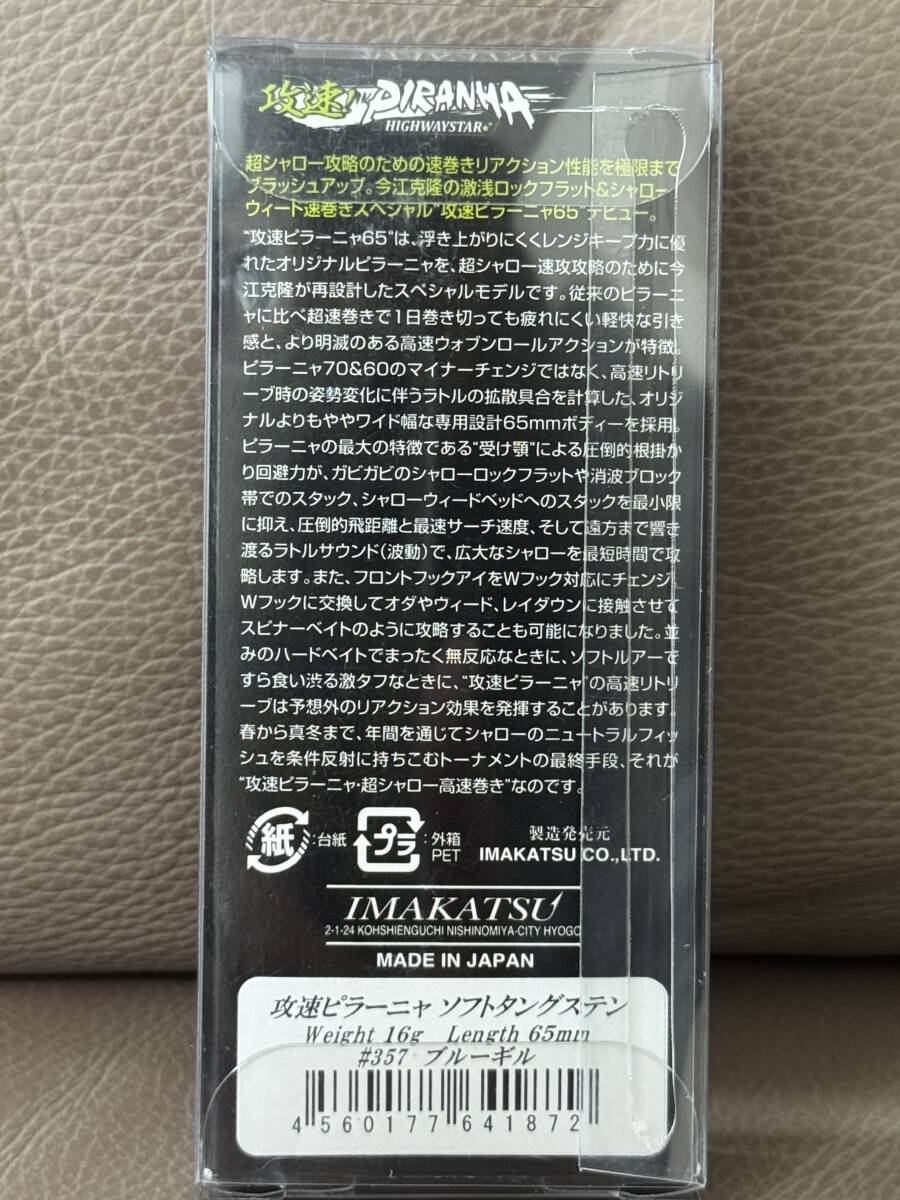 攻速! PIRANHA
HIGHWAYSTAR
超シャロー攻略のための速巻きリアクション性能を極限まで
ブラッシュアップ。今江克隆の激浅ロックフラット&シャロー
ウィード速巻きスペシャル"攻速ピラーニャ65"デビュー。
"攻速ピラーニャ65"は、浮き上がりにくくレンジキープ力に優
れたオリジナルピラーニャを、超シャロー速攻攻略のために今
江克隆が再設計したスペシャルモデルです。従来のピラーニ
ャに比べ超速巻きで1日巻き切っても疲れにくい軽快な引き
感と、より明滅のある高速ウォブンロールアクションが特徴。
ピラーニャ70&60のマイナーチェンジではなく、高速リトリ
ーブ時の姿勢変化に伴うラトルの拡散具合を計算した、オリジ
ナルよりもややワイド幅な専用設計65mmボディーを採用。
ピラーニャの最大の特徴である"受け顎"による圧倒的根掛か
り回避力が、ガビガビのシャローロックフラットや消波ブロック
帯でのスタック、シャローウィードベッドへのスタックを最小限
に抑え、圧倒的飛距離と最速サーチ速度、そして遠方まで響き
渡るラトルサウンド(波動)で、広大なシャローを最短時間で攻
略します。また、フロントフックアイをWフック対応にチェンジ。
Wフックに交換してオダやウィード、レイダウンに接触させて
スピナーベイトのように攻略することも可能になりました。並
みのハードベイトでまったく無反応なときに、ソフトルアーで
すら食い渋る激タフなときに、"攻速ピラーニャ"の高速リトリ
ーブは予想外のリアクション効果を発揮することがあります。
春から真冬まで、年間を通じてシャローのニュートラルフィッ
シュを条件反射に持ちこむトーナメントの最終手段、それが
"攻速ピラーニャ・超シャロー高速巻き"なのです。
紙 :台紙 プラ :外箱 PET 製造発売元 IMAKATSU CO.,LTD.
IMAKATSU
2-1-24 KOHSHIENGUCHI NISHINOMIYA-CITY HYOGO
MADE IN JAPAN
攻速ピラーニャ ソフトタングステン
Weight 16g Length 65mm
#357 ブルーギル
4 560177 641872